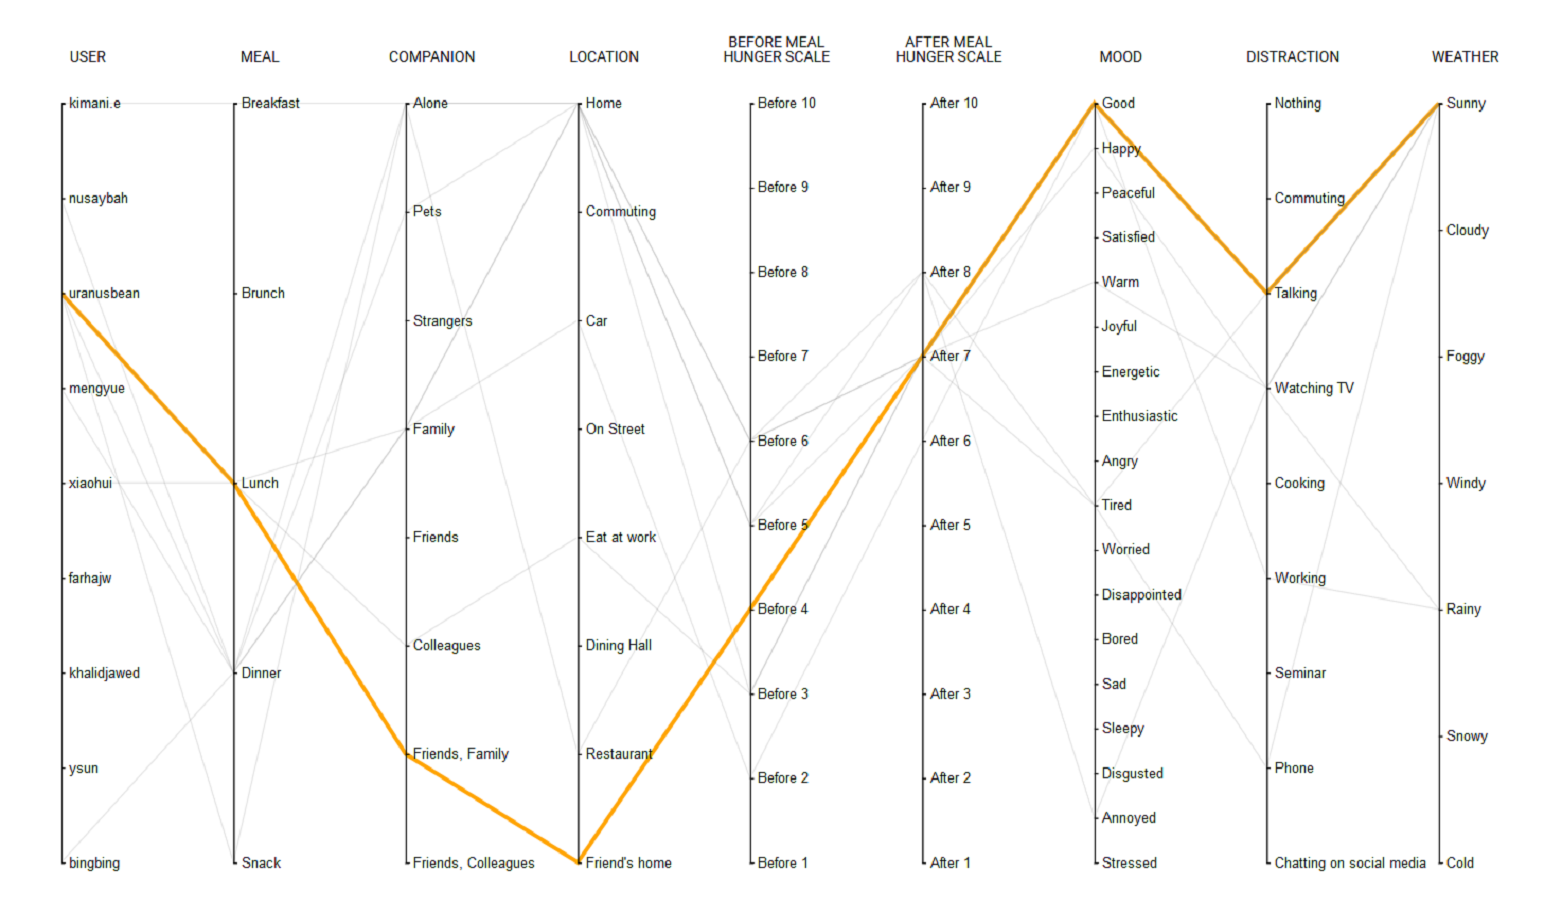 USER
MEAL
COMPANION
LOCATION
BEFORE MEAL
HUNGER SCALE
AFTER MEAL
HUNGER SCALE
MOOD
DISTRACTION
WEATHER
kimani.e
nusaybah
uranusbean
mengyue
xiaohui
farhajw
khalidjawed
ysun
bingbing
Breakfast
Brunch
Lunch
Dinner
Snack
Alone
Pets
Strangers
Family
Friends
Colleagues
Friends, Family
Friends, Colleagues
Home
Commuting
Car
On Street
Eat at work
Dining Hall
Restaurant
Friend's home
Before 10
Before 9
Before 8
Before 7
Before 6
Before 5
Before 4
Before 3
Before 2
Before 1
After 10
After 9
After 8
After 7
After 6
After 5
After 4
After 3
After 2
After 1
Good
Happy
Peaceful
Satisfied
Warm
Joyful
Energetic
Enthusiastic
Angry
Tired
Worried
Disappointed
Bored
Sad
Sleepy
Disgusted
Annoyed
Stressed
Nothing
Commuting
Talking
Watching TV
Cooking
Working
Seminar
Phone
Chatting on social media
Sunny
Cloudy
Foggy
Windy
Rainy
Snowy
Cold